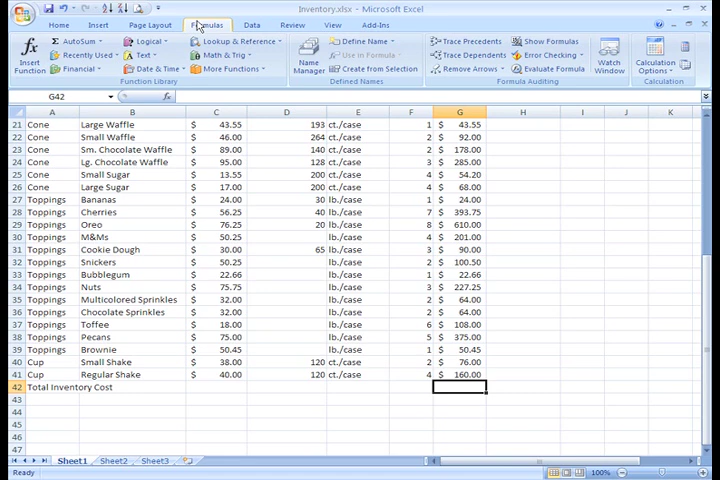 Inventory.xlsx - Microsoft Excel
Home Insert Page Layout Formulas Data Review View Add-Ins
Insert Function
AutoSum
Recently Used
Financial
Logical
Text
Date & Time
Lookup & Reference
Math & Trig
More Functions
Function Library
Name Manager
Define Name
Use in Formula
Create from Selection
Defined Names
Trace Precedents
Trace Dependents
Remove Arrows
Show Formulas
Error Checking
Evaluate Formula
Formula Auditing
Watch Window
Calculation Options
Calculation
G42 fx
A B C D E F G H I J K
21 Cone Large Waffle $ 43.55 193 ct./case 1 $ 43.55
22 Cone Small Waffle $ 46.00 264 ct./case 2 $ 92.00
23 Cone Sm. Chocolate Waffle $ 89.00 140 ct./case 2 $ 178.00
24 Cone Lg. Chocolate Waffle $ 95.00 128 ct./case 3 $ 285.00
25 Cone Small Sugar $ 13.55 200 ct./case 4 $ 54.20
26 Cone Large Sugar $ 17.00 200 ct./case 4 $ 68.00
27 Toppings Bananas $ 24.00 30 lb./case 1 $ 24.00
28 Toppings Cherries $ 56.25 40 lb./case 7 $ 393.75
29 Toppings Oreo $ 76.25 20 lb./case 8 $ 610.00
30 Toppings M&Ms $ 50.25 lb./case 4 $ 201.00
31 Toppings Cookie Dough $ 30.00 65 lb./case 3 $ 90.00
32 Toppings Snickers $ 50.25 lb./case 2 $ 100.50
33 Toppings Bubblegum $ 22.66 lb./case 1 $ 22.66
34 Toppings Nuts $ 75.75 lb./case 3 $ 227.25
35 Toppings Multicolored Sprinkles $ 32.00 lb./case 2 $ 64.00
36 Toppings Chocolate Sprinkles $ 32.00 lb./case 2 $ 64.00
37 Toppings Toffee $ 18.00 lb./case 6 $ 108.00
38 Toppings Pecans $ 75.00 lb./case 5 $ 375.00
39 Toppings Brownie $ 50.45 lb./case 1 $ 50.45
40 Cup Small Shake $ 38.00 120 ct./case 2 $ 76.00
41 Cup Regular Shake $ 40.00 120 ct./case 4 $ 160.00
42 Total Inventory Cost
43
44
45
46
47
Sheet1 Sheet2 Sheet3
Ready 100%